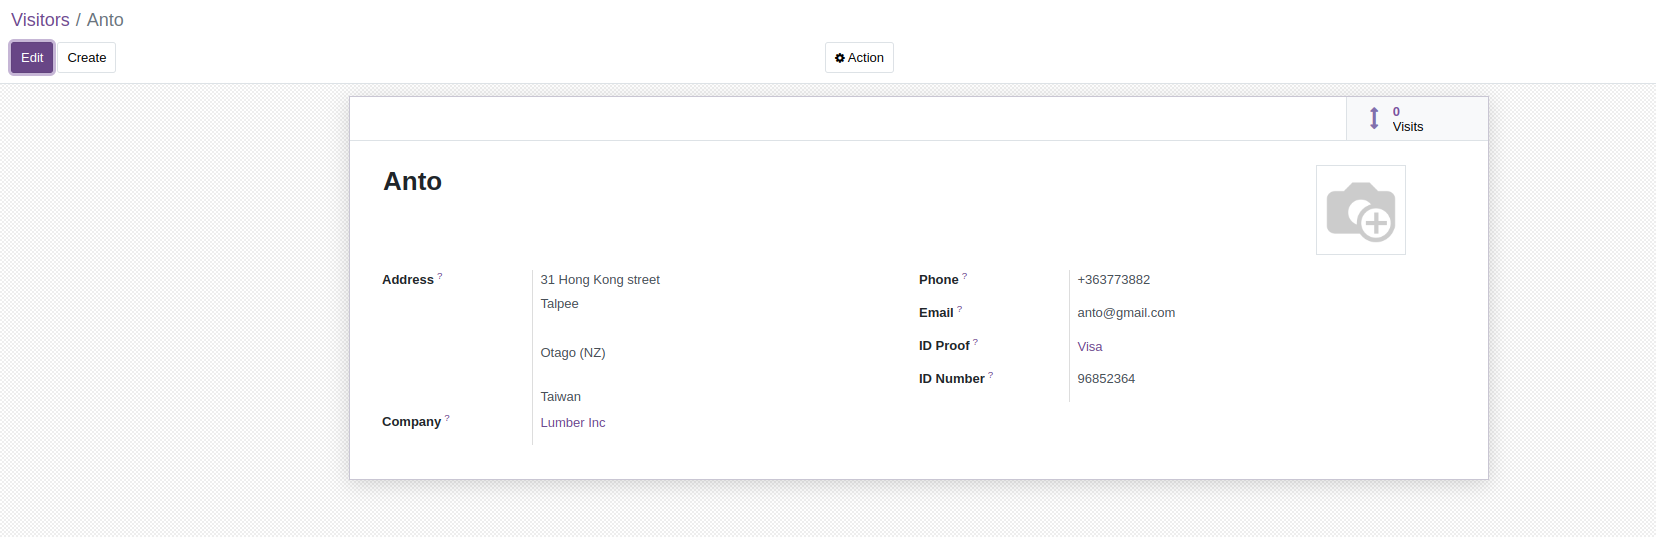 Visitors / Anto
Edit Create Action
0
Visits
Anto
Address ? 31 Hong Kong street
Talpee
Otago (NZ)
Taiwan
Company ? Lumber Inc
Phone ? +363773882
Email ? anto@gmail.com
ID Proof ? Visa
ID Number ? 96852364